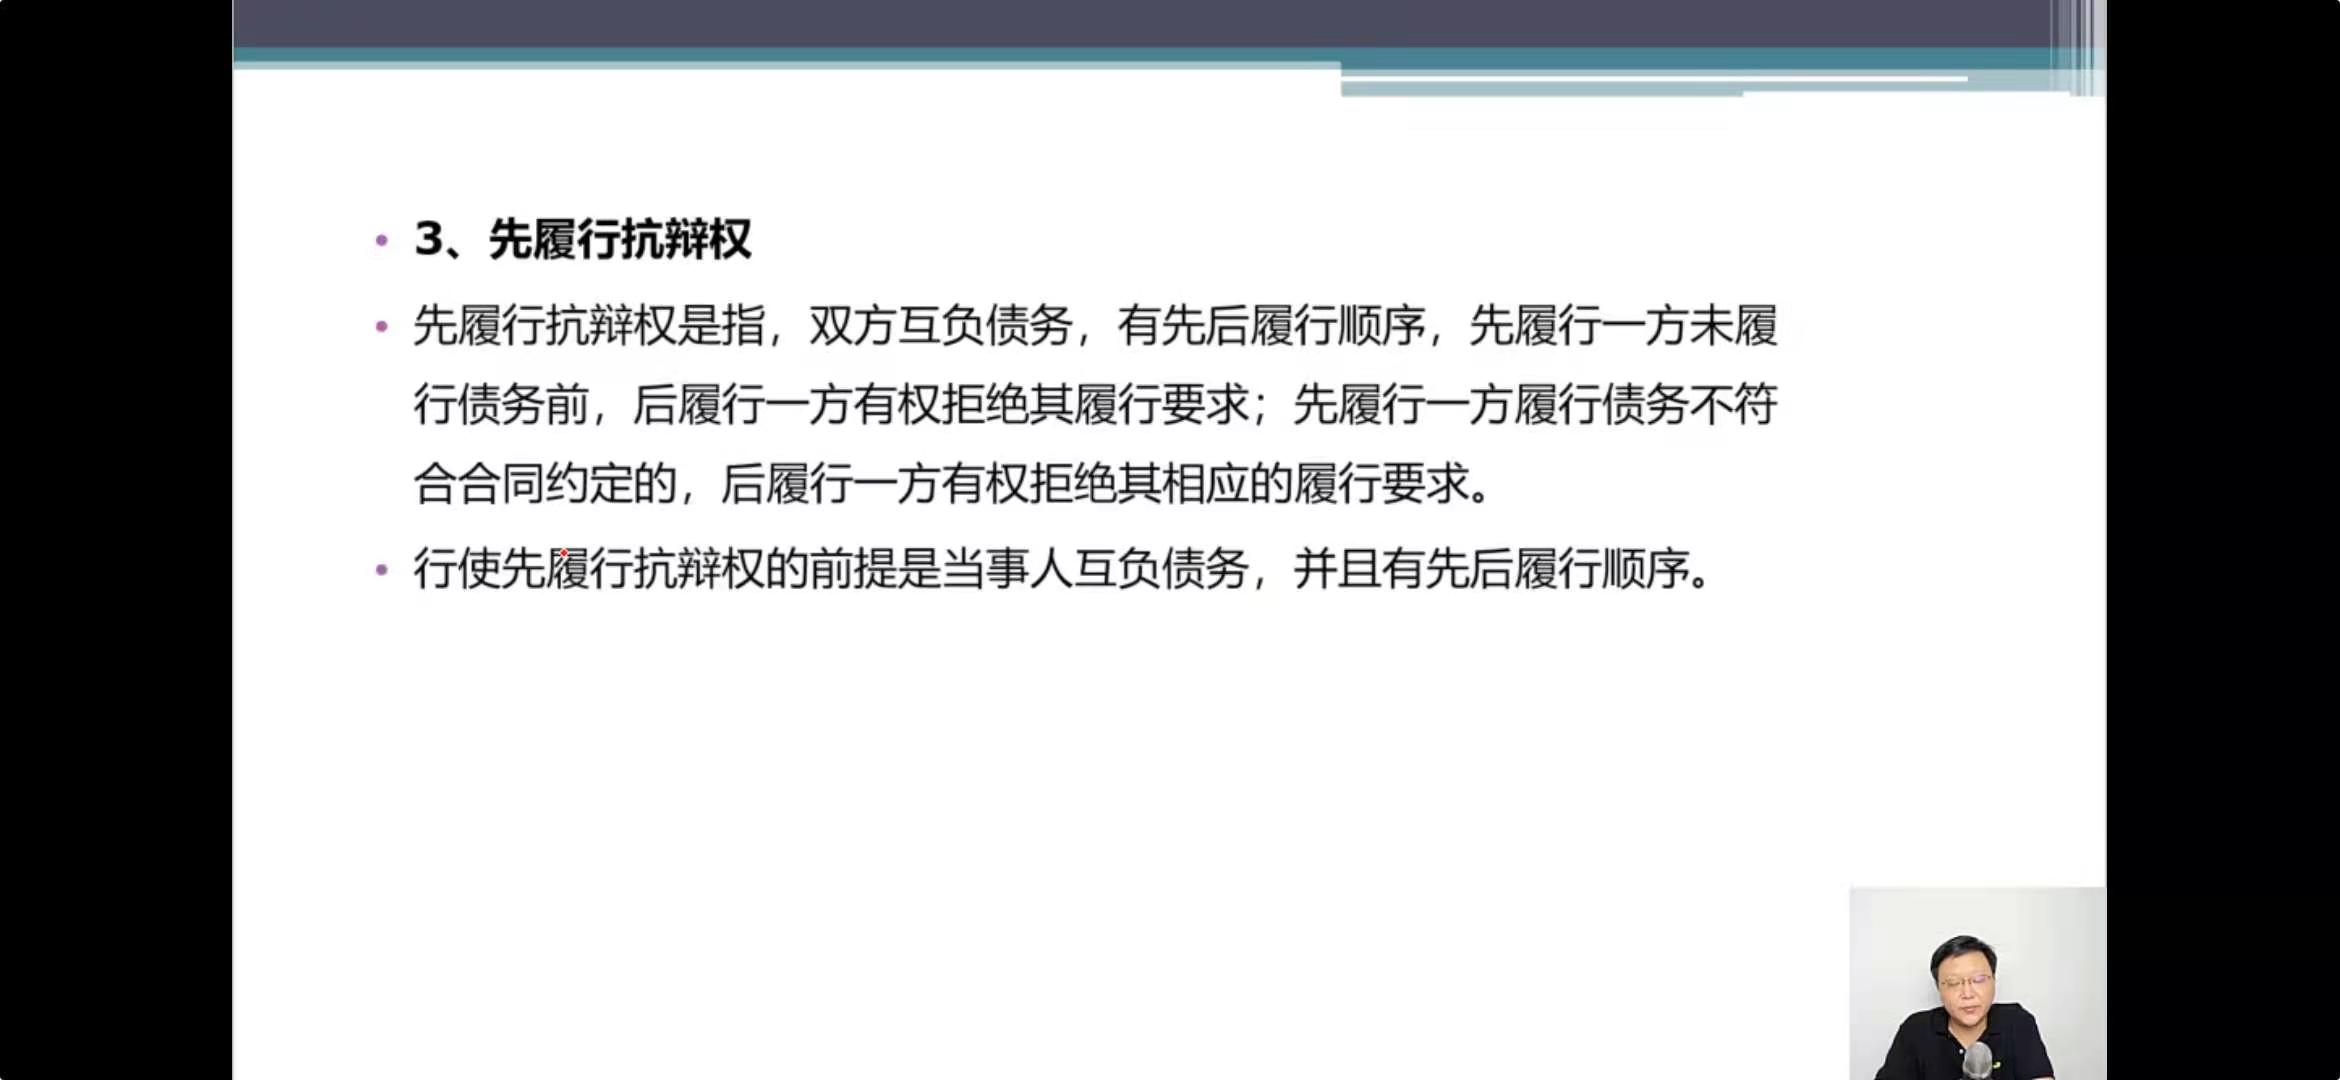 3、先履行抗辩权
先履行抗辩权是指，双方互负债务，有先后履行顺序，先履行一方未履
行债务前，后履行一方有权拒绝其履行要求；先履行一方履行债务不符
合合同约定的，后履行一方有权拒绝其相应的履行要求。
行使先履行抗辩权的前提是当事人互负债务，并且有先后履行顺序。